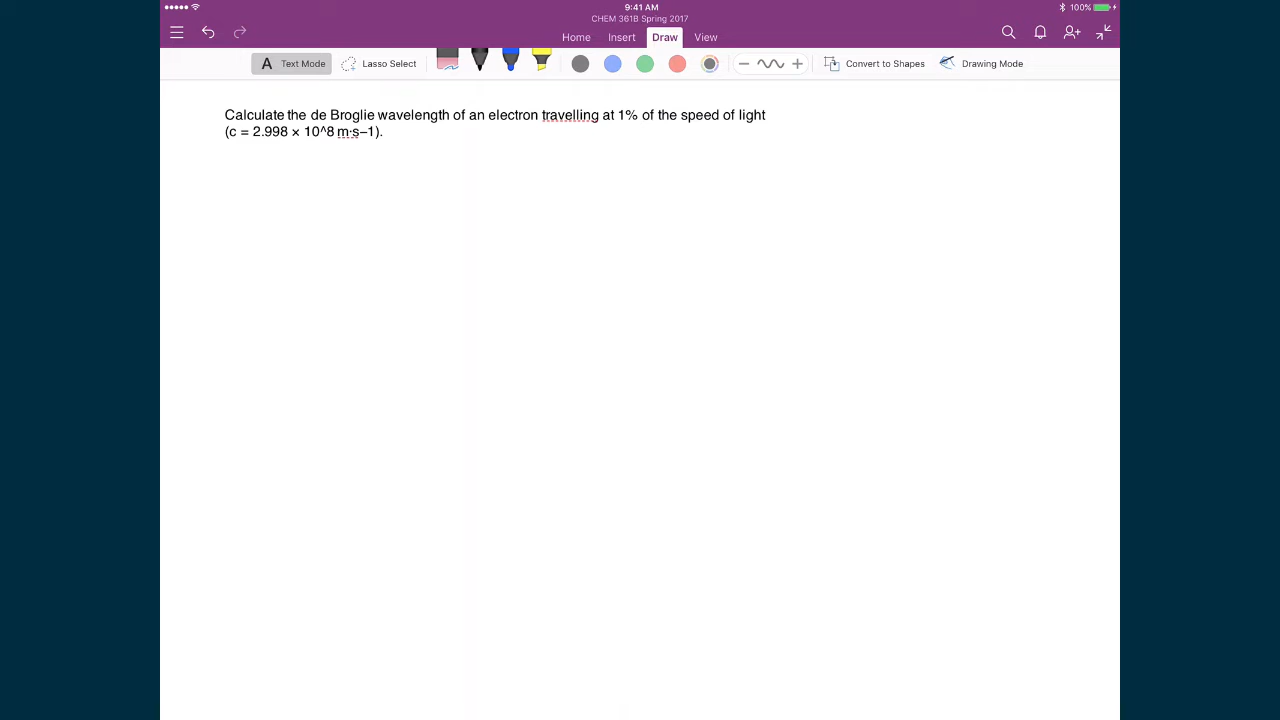 9:41 AM
100%
CHEM 361B Spring 2017
Home Insert Draw View
A Text Mode Lasso Select Convert to Shapes Drawing Mode
Calculate the de Broglie wavelength of an electron travelling at 1% of the speed of light
(c = 2.998 × 10^8 m·s−1).